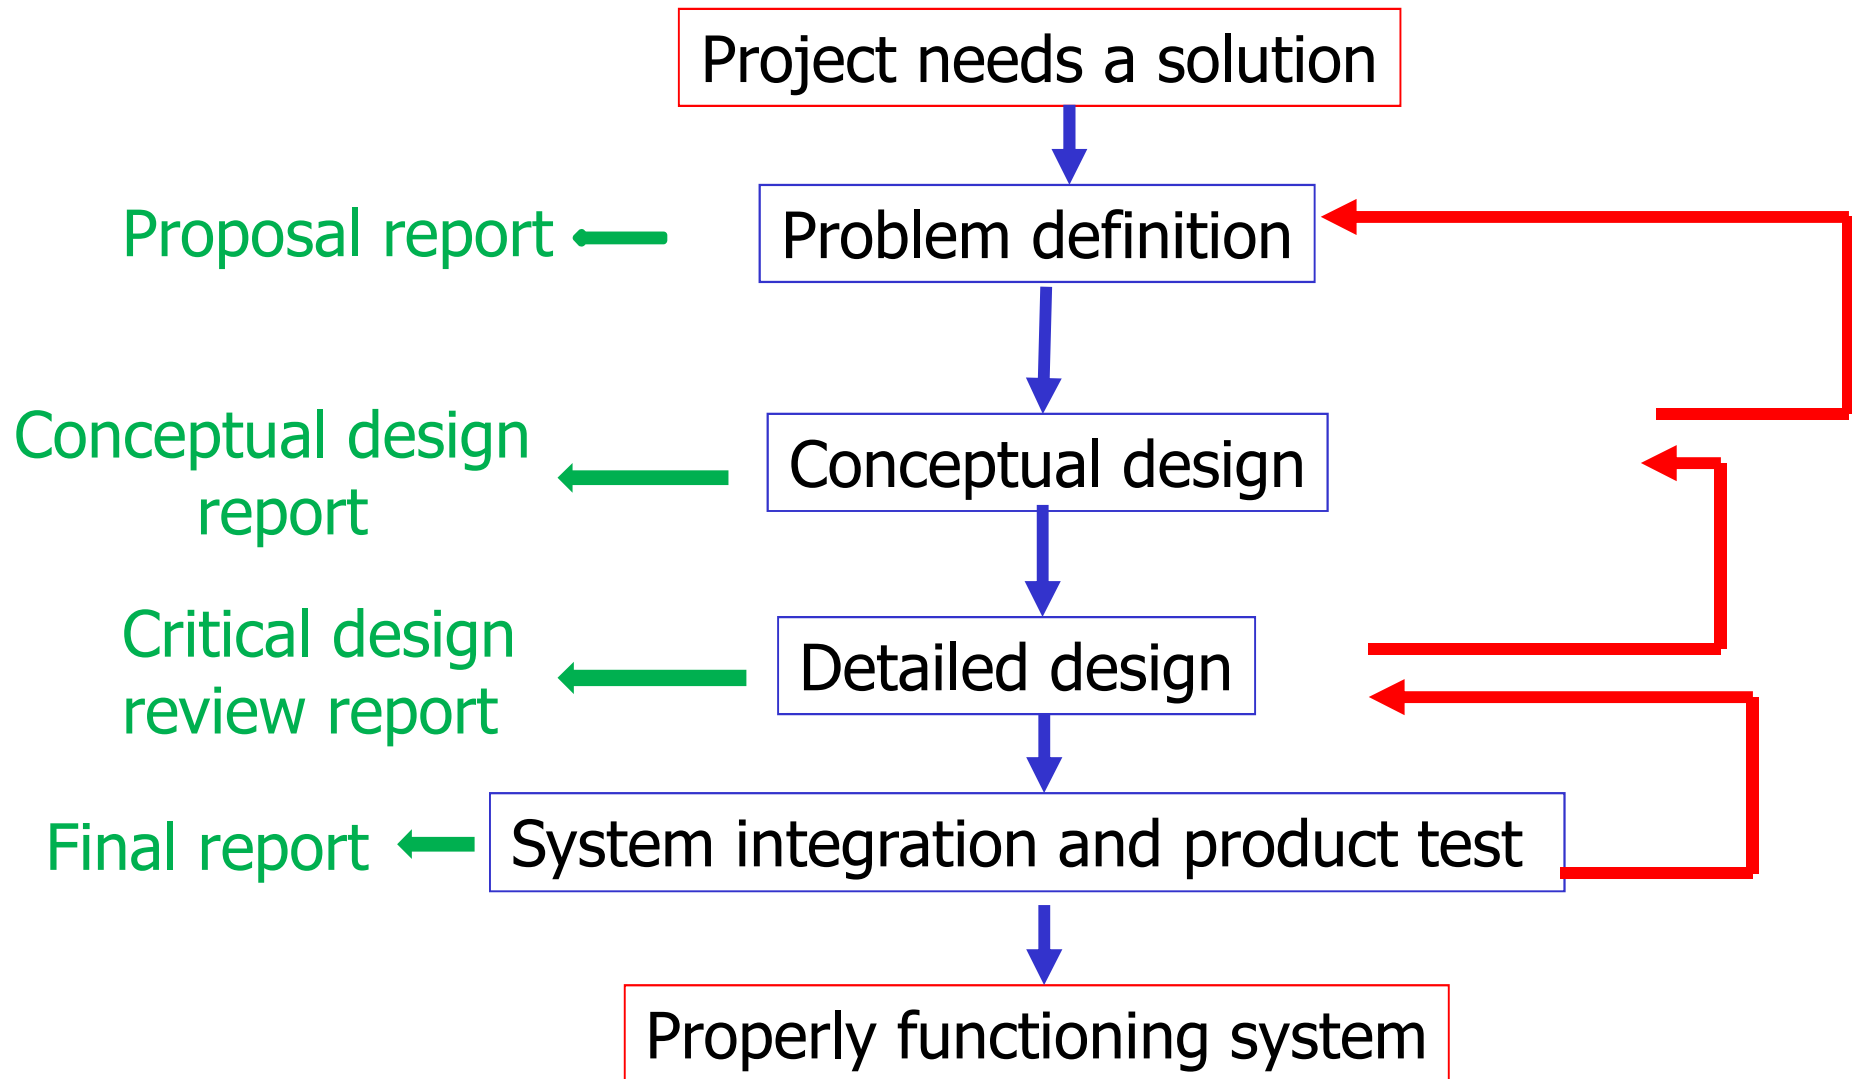 Project needs a solution
Proposal report
Problem definition
Conceptual design
report
Conceptual design
Critical design
review report
Detailed design
Final report
System integration and product test
Properly functioning system